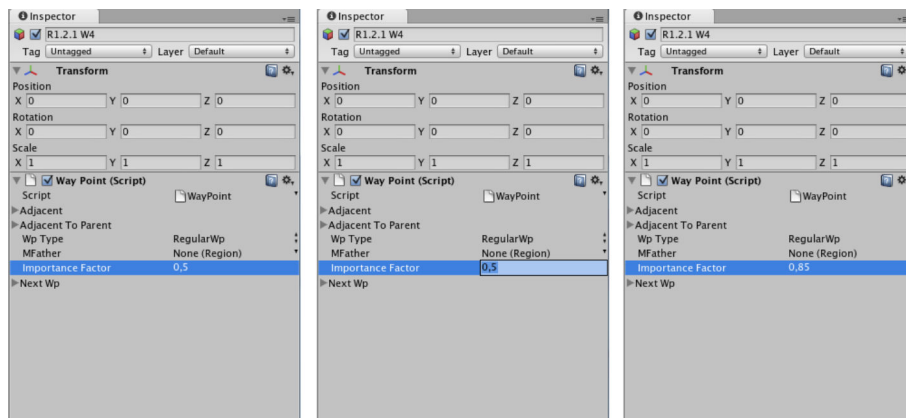 Inspector
R1.2.1 W4
Tag Untagged Layer Default
Transform
Position
X 0 Y 0 Z 0
Rotation
X 0 Y 0 Z 0
Scale
X 1 Y 1 Z 1
Way Point (Script)
Script WayPoint
Adjacent
Adjacent To Parent
Wp Type RegularWp
MFather None (Region)
Importance Factor 0,5
Next Wp
Inspector
R1.2.1 W4
Tag Untagged Layer Default
Transform
Position
X 0 Y 0 Z 0
Rotation
X 0 Y 0 Z 0
Scale
X 1 Y 1 Z 1
Way Point (Script)
Script WayPoint
Adjacent
Adjacent To Parent
Wp Type RegularWp
MFather None (Region)
Importance Factor 0,5
Next Wp
Inspector
R1.2.1 W4
Tag Untagged Layer Default
Transform
Position
X 0 Y 0 Z 0
Rotation
X 0 Y 0 Z 0
Scale
X 1 Y 1 Z 1
Way Point (Script)
Script WayPoint
Adjacent
Adjacent To Parent
Wp Type RegularWp
MFather None (Region)
Importance Factor 0,85
Next Wp